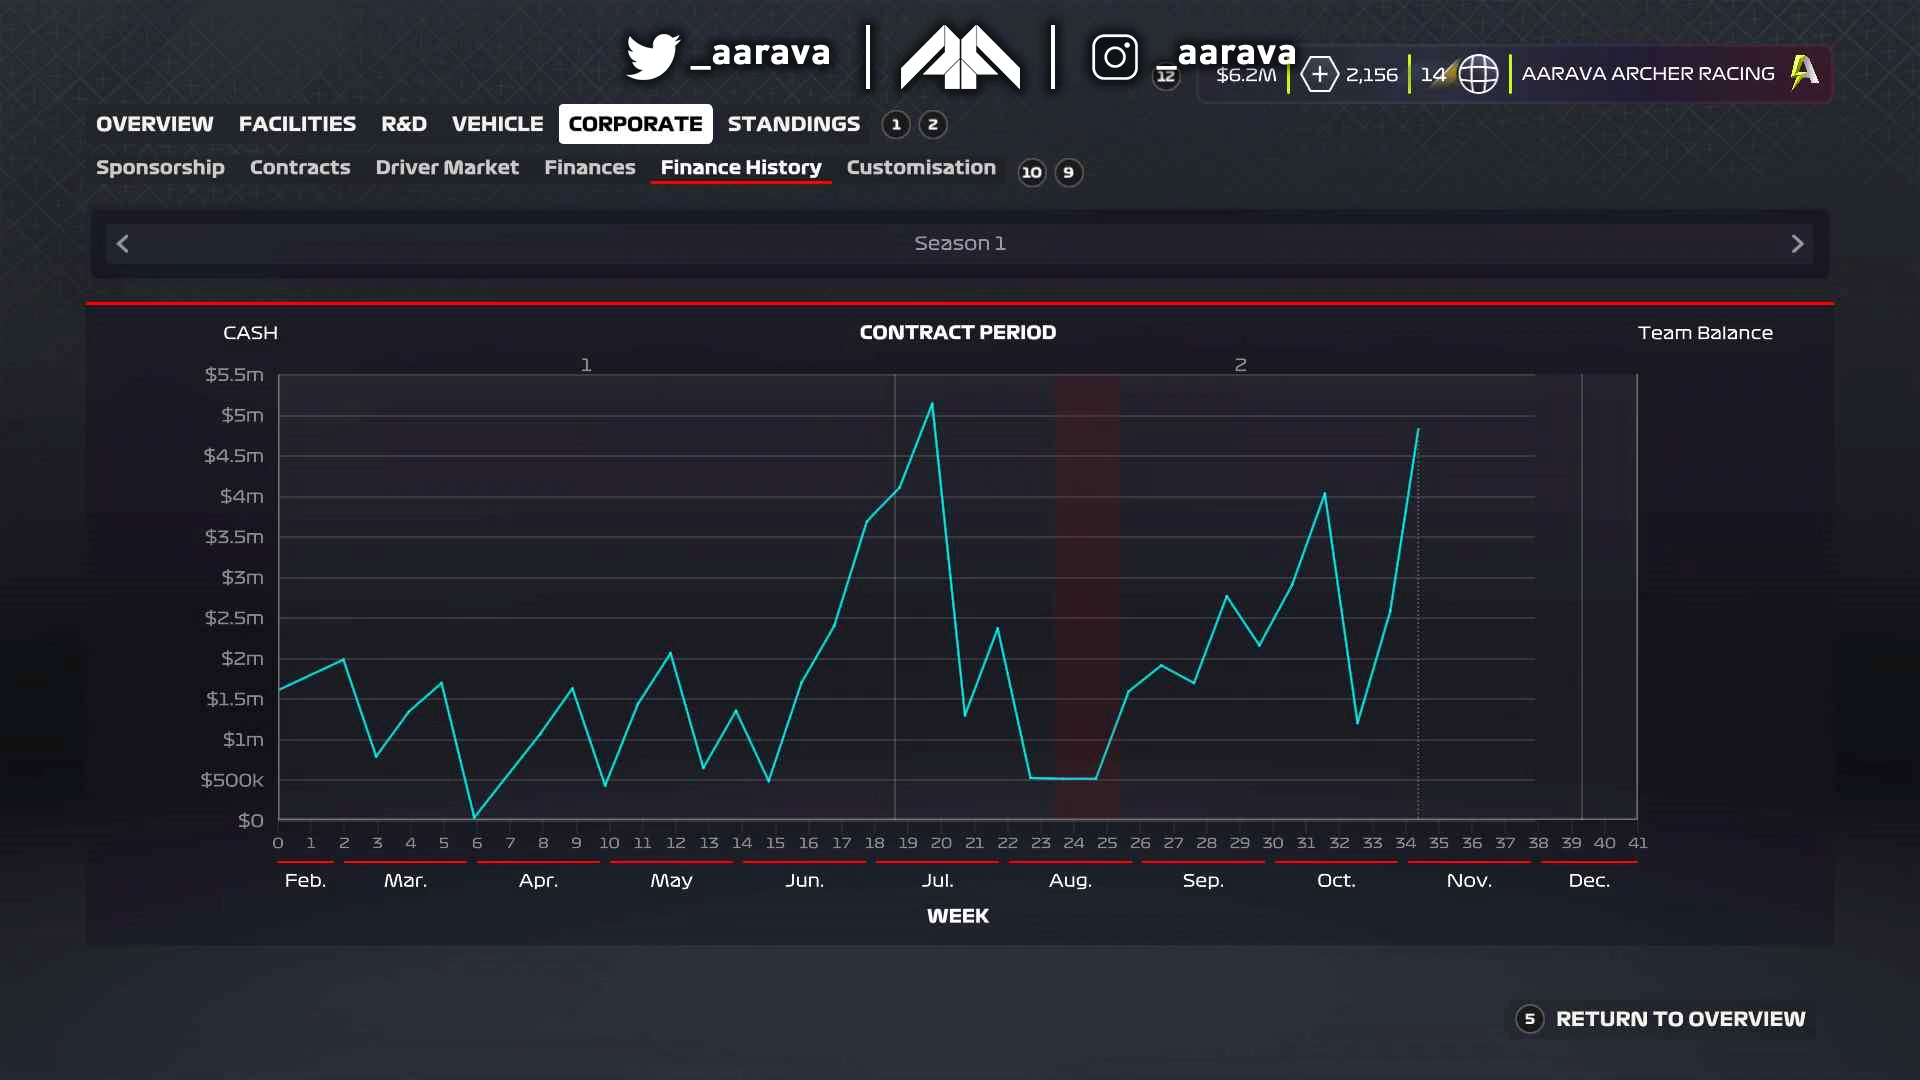 _aarava _aarava
12 $6.2M 2,156 14 AARAVA ARCHER RACING
OVERVIEW FACILITIES R&D VEHICLE CORPORATE STANDINGS 1 2
Sponsorship Contracts Driver Market Finances Finance History Customisation 10 9
Season 1
CASH CONTRACT PERIOD Team Balance
1 2
$5.5m
$5m
$4.5m
$4m
$3.5m
$3m
$2.5m
$2m
$1.5m
$1m
$500k
$0
0 1 2 3 4 5 6 7 8 9 10 11 12 13 14 15 16 17 18 19 20 21 22 23 24 25 26 27 28 29 30 31 32 33 34 35 36 37 38 39 40 41
Feb. Mar. Apr. May Jun. Jul. Aug. Sep. Oct. Nov. Dec.
WEEK
5 RETURN TO OVERVIEW